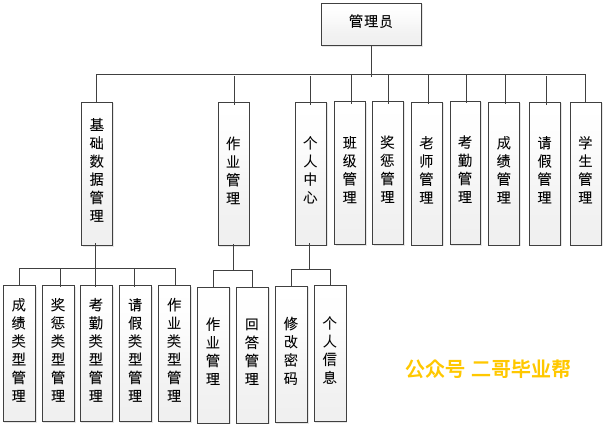 管理员
基础数据管理
作业管理
个人中心
班级管理
奖惩管理
老师管理
考勤管理
成绩管理
请假管理
学生管理
成绩类型管理
奖惩类型管理
考勤类型管理
请假类型管理
作业类型管理
作业管理
回答管理
修改密码
个人信息
公众号 二哥毕业帮